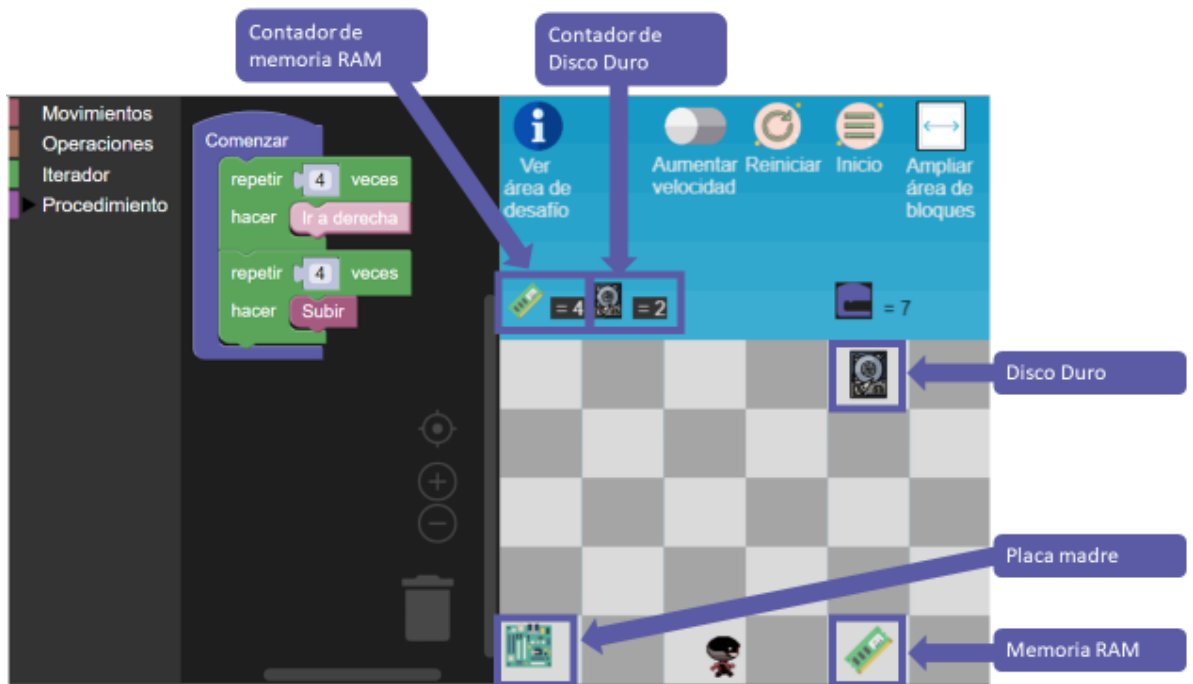 Contador de
memoria RAM
Contador de
Disco Duro
Movimientos
Operaciones
Iterador
Procedimiento
Comenzar
repetir 4 veces
hacer Ir a derecha
repetir 4 veces
hacer Subir
i
Ver
área de
desafío
Aumentar
velocidad
Reiniciar
Inicio
Ampliar
área de
bloques
= 4
= 2
= 7
Disco Duro
Placa madre
Memoria RAM